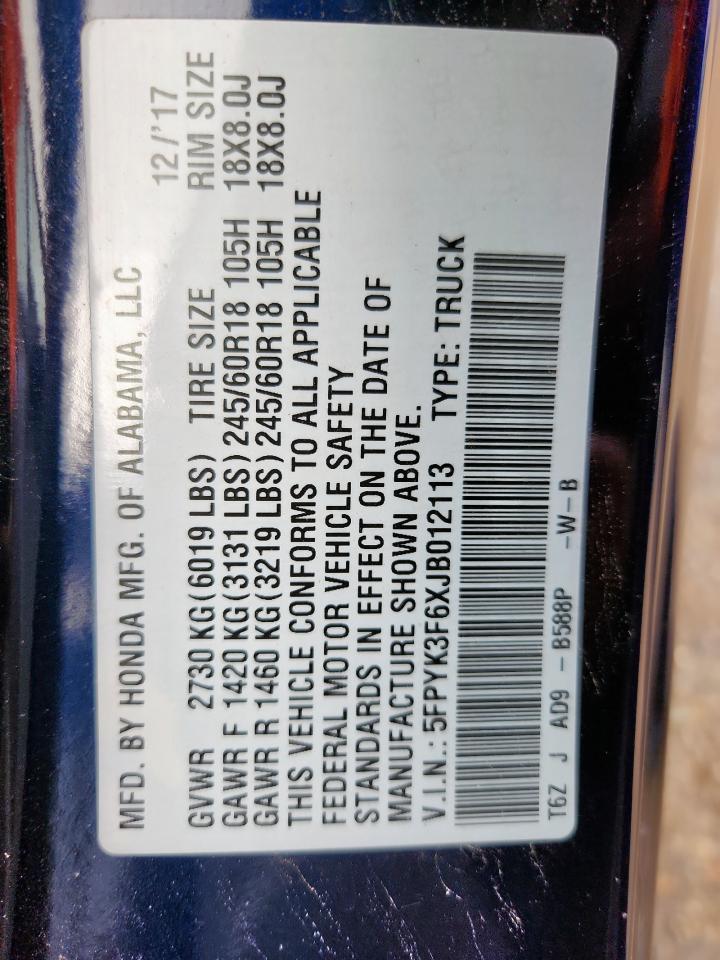 MFD. BY HONDA MFG. OF ALABAMA, LLC
12/'17
GVWR 2730 KG(6019 LBS) TIRE SIZE RIM SIZE
GAWR F 1420 KG(3131 LBS)245/60R18 105H 18X8.0J
GAWR R 1460 KG(3219 LBS)245/60R18 105H 18X8.0J
THIS VEHICLE CONFORMS TO ALL APPLICABLE
FEDERAL MOTOR VEHICLE SAFETY
STANDARDS IN EFFECT ON THE DATE OF
MANUFACTURE SHOWN ABOVE.
V.I.N.: 5FPYK3F6XJB012113 TYPE: TRUCK
T6Z J AD9 - B588P -W-B